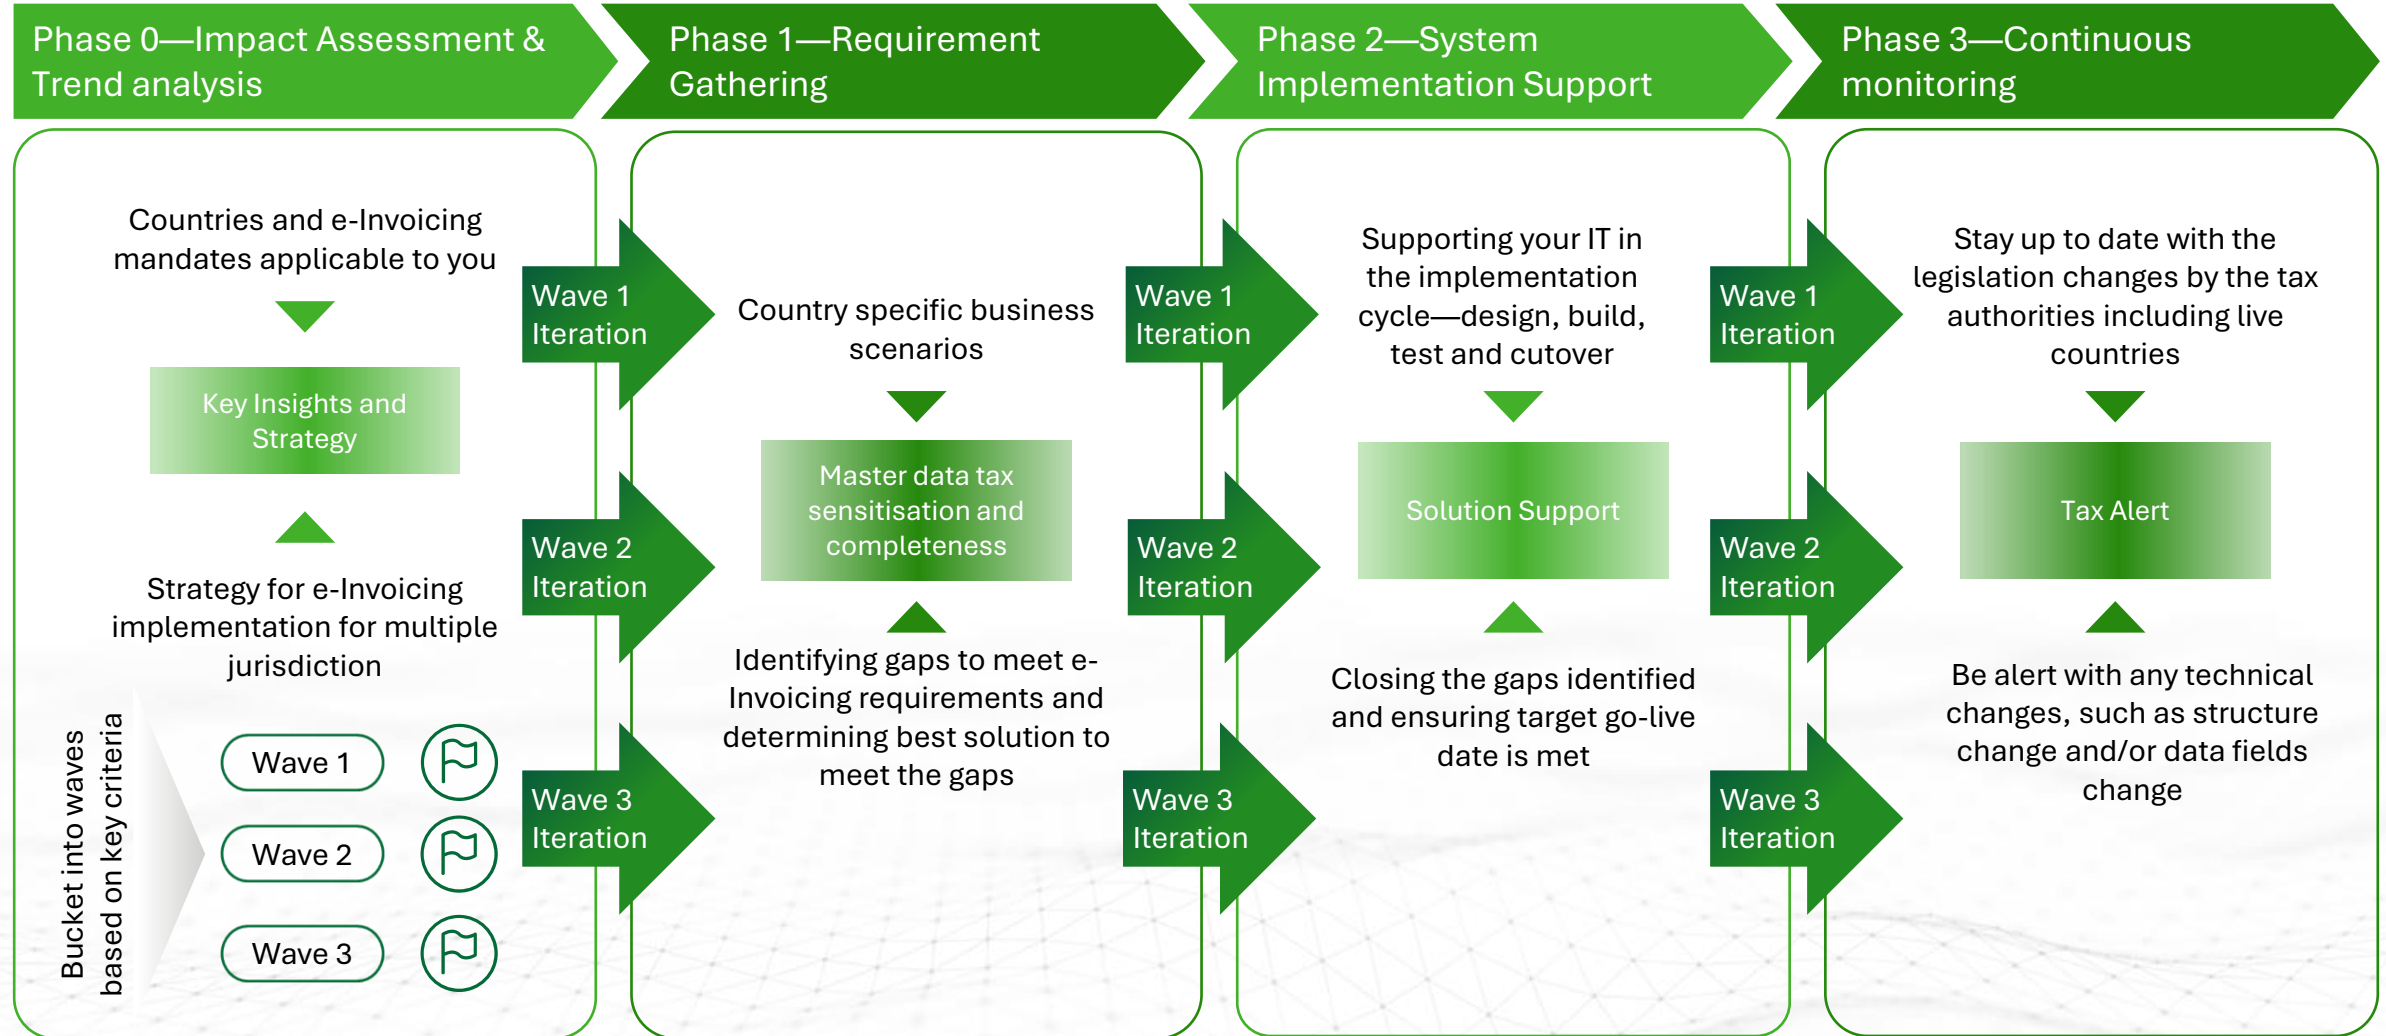 Phase 0—Impact Assessment &
Trend analysis
Phase 1—Requirement
Gathering
Phase 2—System
Implementation Support
Phase 3—Continuous
monitoring
Countries and e-Invoicing
mandates applicable to you
Key Insights and
Strategy
Strategy for e-Invoicing
implementation for multiple
jurisdiction
Bucket into waves
based on key criteria
Wave 1
Wave 2
Wave 3
Wave 1
Iteration
Wave 2
Iteration
Wave 3
Iteration
Country specific business
scenarios
Master data tax
sensitisation and
completeness
Identifying gaps to meet e-
Invoicing requirements and
determining best solution to
meet the gaps
Wave 1
Iteration
Wave 2
Iteration
Wave 3
Iteration
Supporting your IT in
the implementation
cycle—design, build,
test and cutover
Solution Support
Closing the gaps identified
and ensuring target go-live
date is met
Wave 1
Iteration
Wave 2
Iteration
Wave 3
Iteration
Stay up to date with the
legislation changes by the tax
authorities including live
countries
Tax Alert
Be alert with any technical
changes, such as structure
change and/or data fields
change